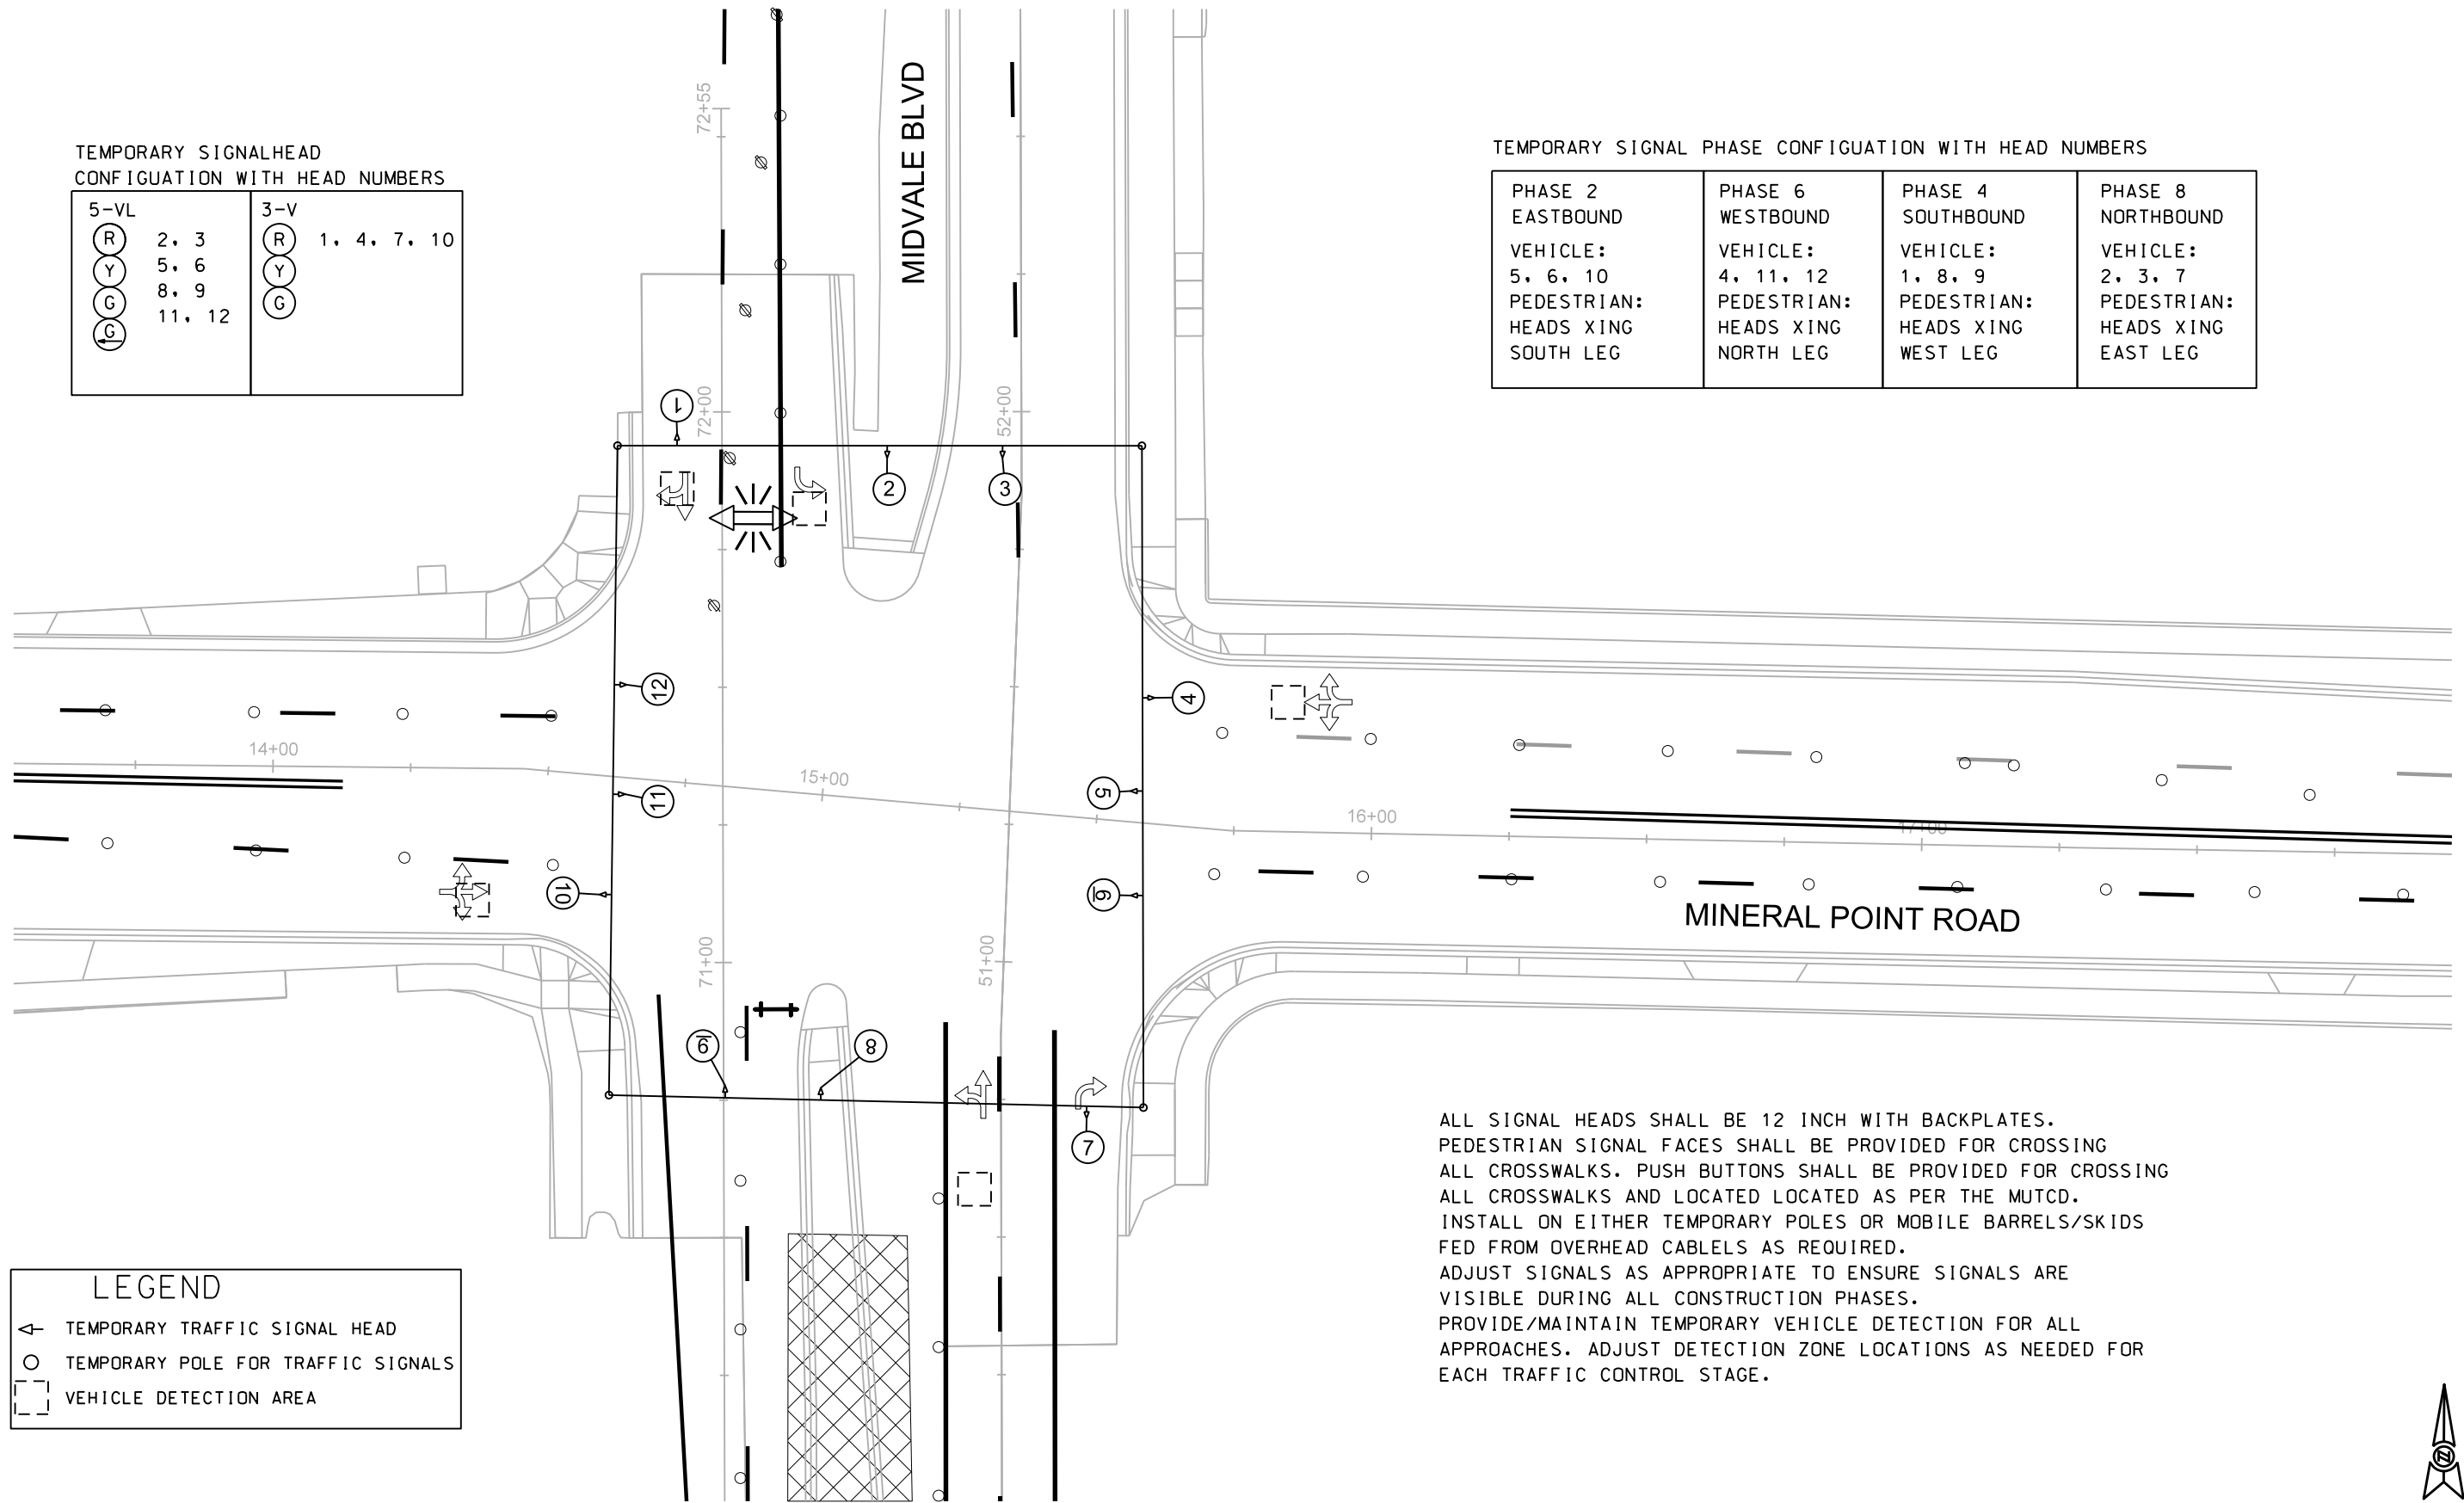 TEMPORARY SIGNALHEAD
CONFIGUATION WITH HEAD NUMBERS
5-VL
R
Y
G
G
2, 3
5, 6
8, 9
11, 12
3-V
R
Y
G
1, 4, 7, 10
MIDVALE BLVD
TEMPORARY SIGNAL PHASE CONFIGUATION WITH HEAD NUMBERS
PHASE 2
EASTBOUND
VEHICLE:
5, 6, 10
PEDESTRIAN:
HEADS XING
SOUTH LEG
PHASE 6
WESTBOUND
VEHICLE:
4, 11, 12
PEDESTRIAN:
HEADS XING
NORTH LEG
PHASE 4
SOUTHBOUND
VEHICLE:
1, 8, 9
PEDESTRIAN:
HEADS XING
WEST LEG
PHASE 8
NORTHBOUND
VEHICLE:
2, 3, 7
PEDESTRIAN:
HEADS XING
EAST LEG
72+55
72+00
52+00
1
2
3
12
4
14+00
15+00
16+00
17+00
11
5
10
6
MINERAL POINT ROAD
71+00
51+00
9
8
7
ALL SIGNAL HEADS SHALL BE 12 INCH WITH BACKPLATES.
PEDESTRIAN SIGNAL FACES SHALL BE PROVIDED FOR CROSSING
ALL CROSSWALKS. PUSH BUTTONS SHALL BE PROVIDED FOR CROSSING
ALL CROSSWALKS AND LOCATED LOCATED AS PER THE MUTCD.
INSTALL ON EITHER TEMPORARY POLES OR MOBILE BARRELS/SKIDS
FED FROM OVERHEAD CABLELS AS REQUIRED.
ADJUST SIGNALS AS APPROPRIATE TO ENSURE SIGNALS ARE
VISIBLE DURING ALL CONSTRUCTION PHASES.
PROVIDE/MAINTAIN TEMPORARY VEHICLE DETECTION FOR ALL
APPROACHES. ADJUST DETECTION ZONE LOCATIONS AS NEEDED FOR
EACH TRAFFIC CONTROL STAGE.
LEGEND
TEMPORARY TRAFFIC SIGNAL HEAD
TEMPORARY POLE FOR TRAFFIC SIGNALS
VEHICLE DETECTION AREA
N